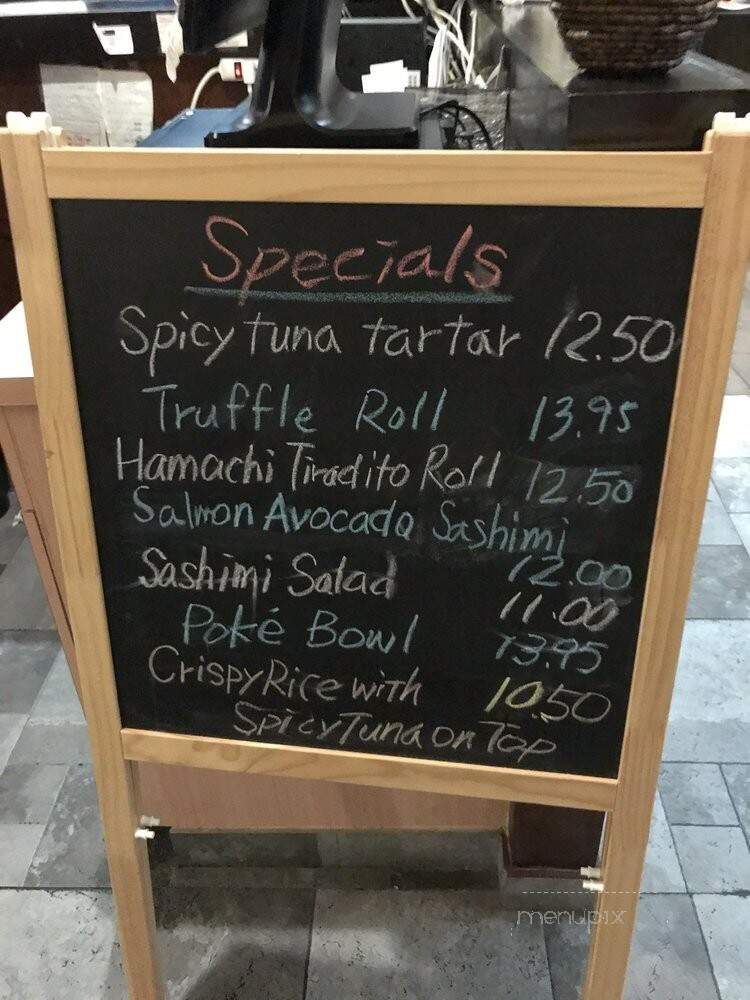 Specials
Spicy tuna tartar 12.50
Truffle Roll 13.95
Hamachi Tiradito Roll 12.50
Salmon Avocado Sashimi
12.00
Sashimi Salad 11.00
Poké Bowl 13.95
Crispy Rice with 10.50
Spicy Tuna on Top
menupix